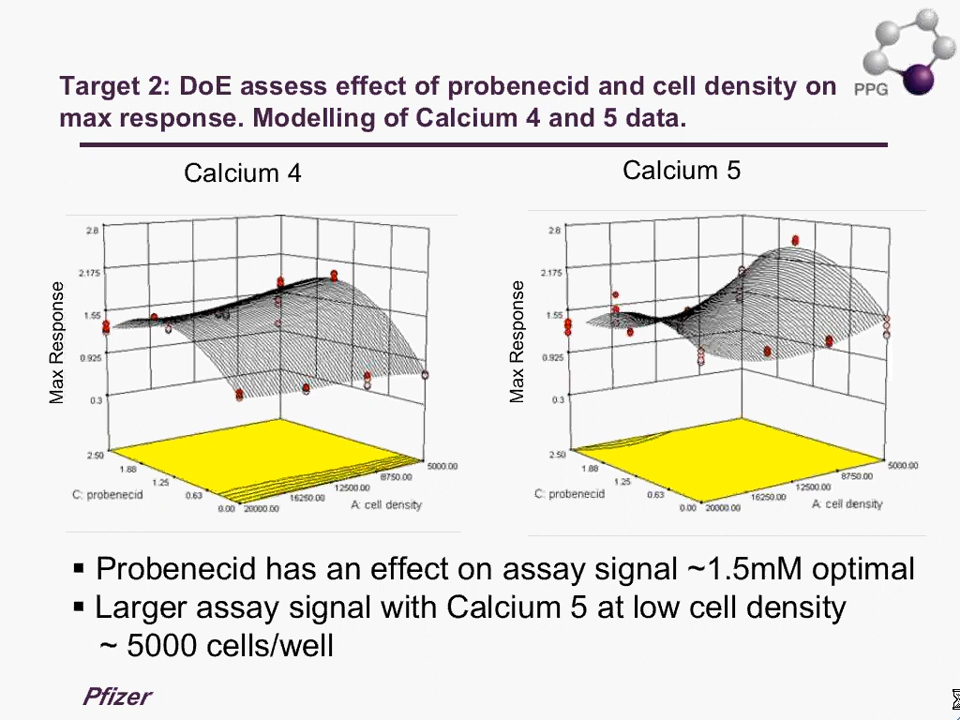 PPG
Target 2: DoE assess effect of probenecid and cell density on
max response. Modelling of Calcium 4 and 5 data.
Calcium 4
Calcium 5
2.8
2.175
1.55
0.925
0.3
Max Response
2.50
1.88
1.25
0.63
0.00
C: probenecid
20000.00
16250.00
12500.00
8750.00
5000.00
A: cell density
2.8
2.175
1.55
0.925
0.3
Max Response
2.50
1.88
1.25
0.63
0.00
C: probenecid
20000.00
16250.00
12500.00
8750.00
5000.00
A: cell density
▪ Probenecid has an effect on assay signal ~1.5mM optimal
▪ Larger assay signal with Calcium 5 at low cell density
~ 5000 cells/well
Pfizer